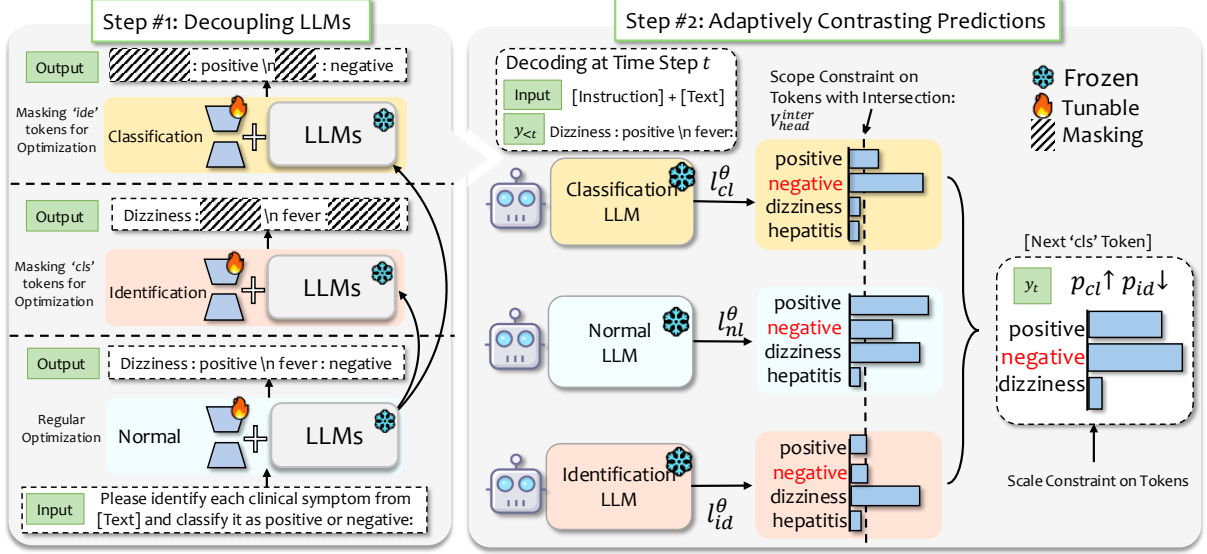 Step #1: Decoupling LLMs
Output
: positive \n : negative
Masking 'ide' tokens for Optimization
Classification
LLMs
Output
Dizziness : \n fever :
Masking 'cls' tokens for Optimization
Identification
LLMs
Output
Dizziness : positive \n fever : negative
Regular Optimization
Normal
LLMs
Input
Please identify each clinical symptom from
[Text] and classify it as positive or negative:
Step #2: Adaptively Contrasting Predictions
Decoding at Time Step t
Input
[Instruction] + [Text]
y<t
Dizziness : positive \n fever:
Scope Constraint on
Tokens with Intersection:
V_head^inter
Frozen
Tunable
Masking
Classification
LLM
l_cl^θ
positive
negative
dizziness
hepatitis
Normal
LLM
l_nl^θ
positive
negative
dizziness
hepatitis
Identification
LLM
l_id^θ
positive
negative
dizziness
hepatitis
[Next 'cls' Token]
y_t
p_cl↑ p_id↓
positive
negative
dizziness
Scale Constraint on Tokens